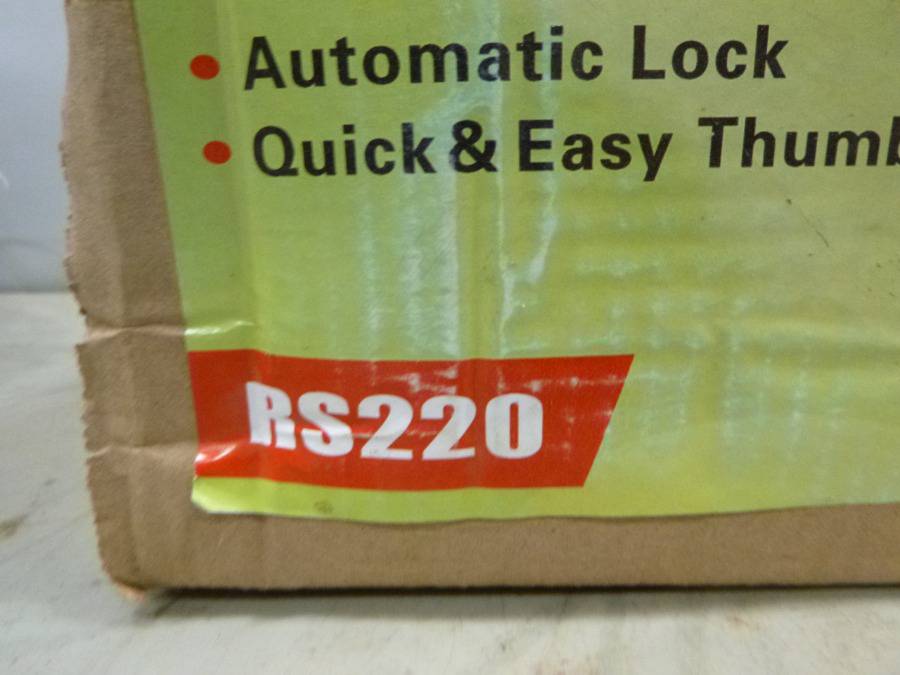 • Automatic Lock
• Quick & Easy Thumb
RS220